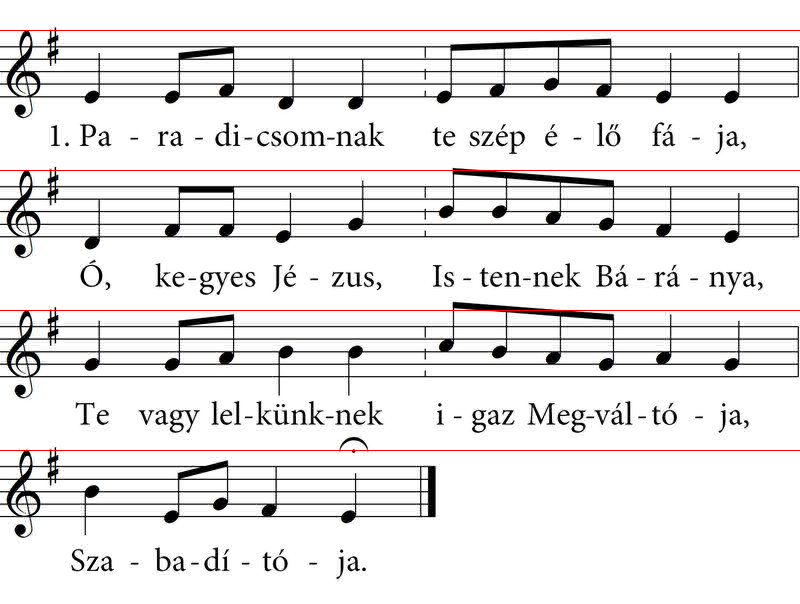 1. Pa - ra - di - csom - nak te szép é - lő fá - ja,
Ó, ke - gyes Jé - zus, Is - ten - nek Bá - rá - nya,
Te vagy lel - künk - nek i - gaz Meg - vál - tó - ja,
Sza - ba - dí - tó - ja.